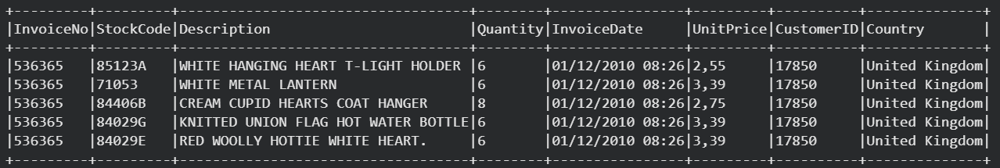 +---------+---------+-----------------------------------+--------+----------------+---------+----------+--------------+
|InvoiceNo|StockCode|Description                        |Quantity|InvoiceDate     |UnitPrice|CustomerID|Country       |
+---------+---------+-----------------------------------+--------+----------------+---------+----------+--------------+
|536365   |85123A   |WHITE HANGING HEART T-LIGHT HOLDER |6       |01/12/2010 08:26|2,55     |17850     |United Kingdom|
|536365   |71053    |WHITE METAL LANTERN                |6       |01/12/2010 08:26|3,39     |17850     |United Kingdom|
|536365   |84406B   |CREAM CUPID HEARTS COAT HANGER     |8       |01/12/2010 08:26|2,75     |17850     |United Kingdom|
|536365   |84029G   |KNITTED UNION FLAG HOT WATER BOTTLE|6       |01/12/2010 08:26|3,39     |17850     |United Kingdom|
|536365   |84029E   |RED WOOLLY HOTTIE WHITE HEART.     |6       |01/12/2010 08:26|3,39     |17850     |United Kingdom|
+---------+---------+-----------------------------------+--------+----------------+---------+----------+--------------+